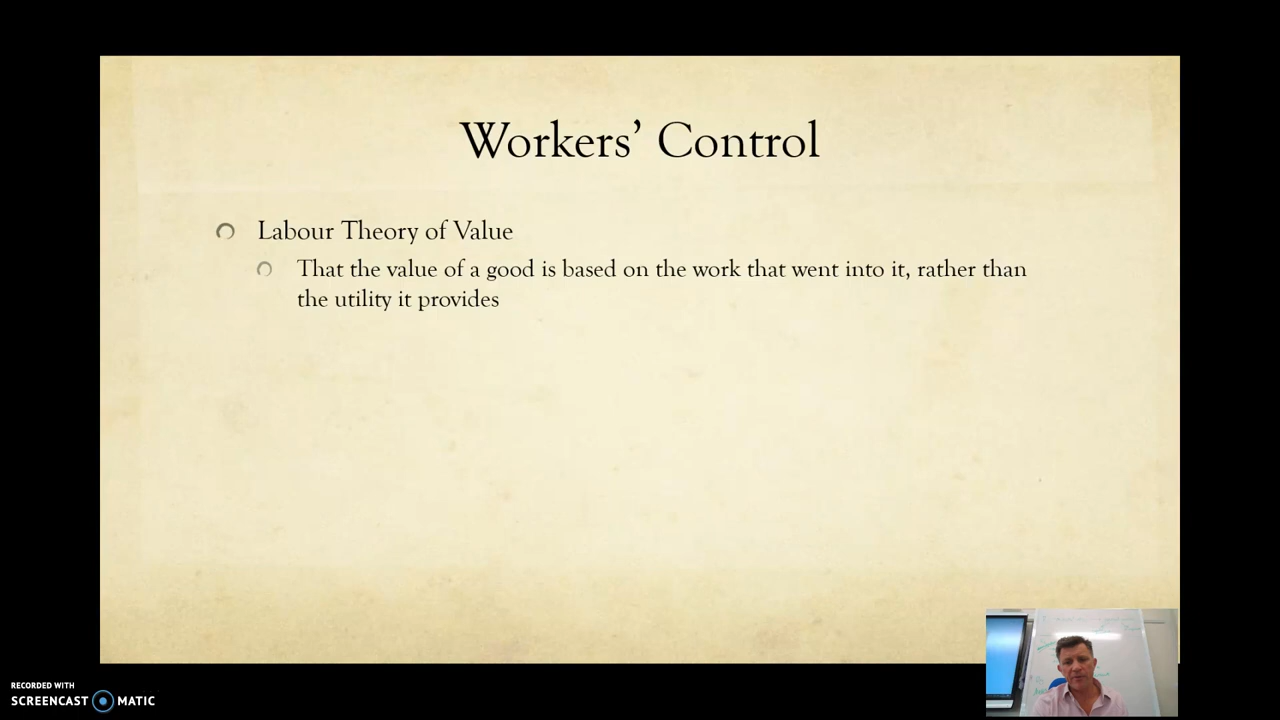 Workers’ Control
Labour Theory of Value
That the value of a good is based on the work that went into it, rather than
the utility it provides
RECORDED WITH
SCREENCAST MATIC